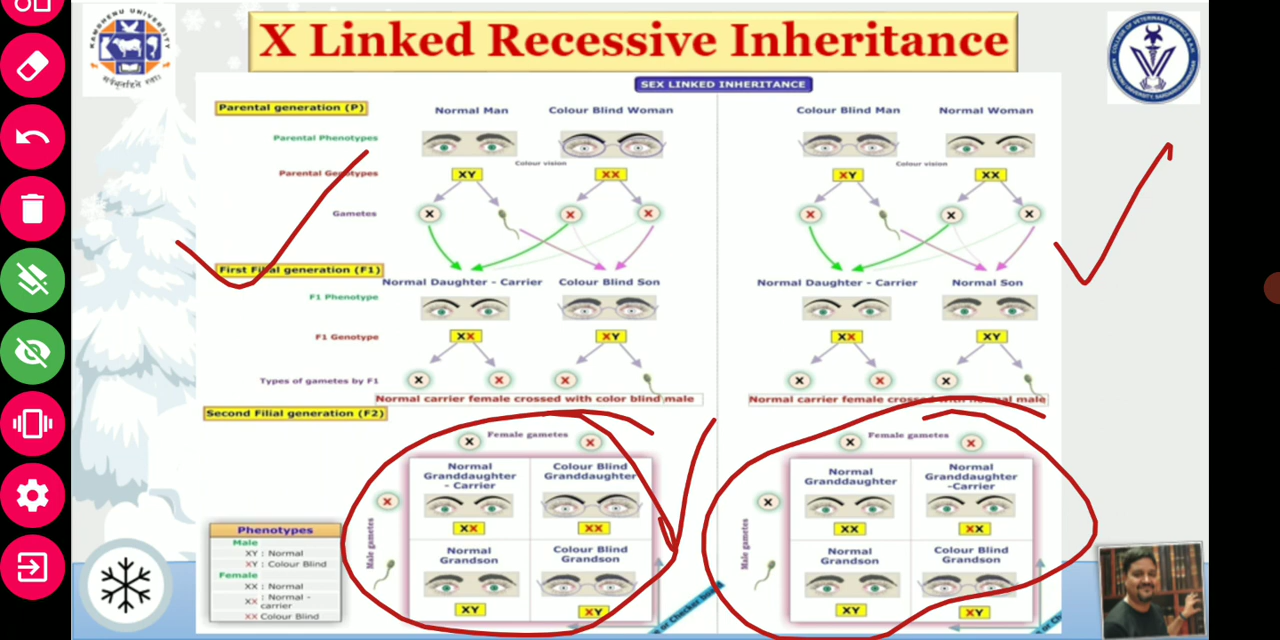 KAMDHENU UNIVERSITY
X Linked Recessive Inheritance
SEX LINKED INHERITANCE
Parental generation (P)
Normal Man
Colour Blind Woman
Colour Blind Man
Normal Woman
Parental Phenotypes
Colour vision
Colour vision
Parental Genotypes
XY
XX
XY
XX
Gametes
X
X
X
X
X
X
First Filial generation (F1)
Normal Daughter - Carrier
Colour Blind Son
Normal Daughter - Carrier
Normal Son
F1 Phenotype
F1 Genotype
XX
XY
XX
XY
Types of gametes by F1
X
X
X
X
X
X
Normal carrier female crossed with color blind male
Normal carrier female crossed with normal male
Second Filial generation (F2)
X
Female gametes
X
X
Female gametes
X
X
Male gametes
Normal
Granddaughter
- Carrier
XX
Colour Blind
Granddaughter
XX
Normal
Grandson
XY
Colour Blind
Grandson
XY
X
Male gametes
Normal
Granddaughter
XX
Normal
Granddaughter
-Carrier
XX
Normal
Grandson
XY
Colour Blind
Grandson
XY
Phenotypes
Male
XY : Normal
XY : Colour Blind
Female
XX : Normal
XX : Normal -
carrier
XX Colour Blind